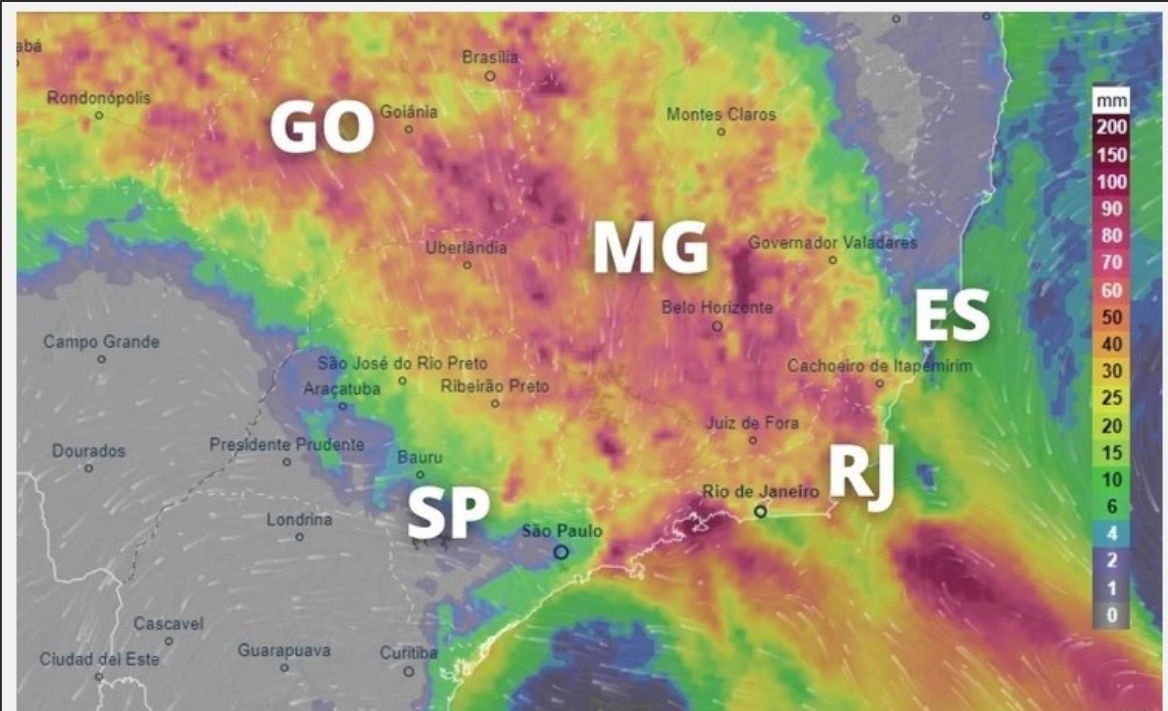 abá
Brasília
Rondonópolis
GO
Goiânia
Montes Claros
mm
200
150
100
90
80
70
60
50
40
30
25
20
15
10
6
4
2
1
0
MG
Uberlândia
Governador Valadares
Belo Horizonte
ES
Campo Grande
São José do Rio Preto
Cachoeiro de Itapemirim
Araçatuba
Ribeirão Preto
Juiz de Fora
Dourados
Presidente Prudente
Bauru
RJ
Rio de Janeiro
SP
Londrina
São Paulo
Cascavel
Guarapuava
Curitiba
Ciudad del Este